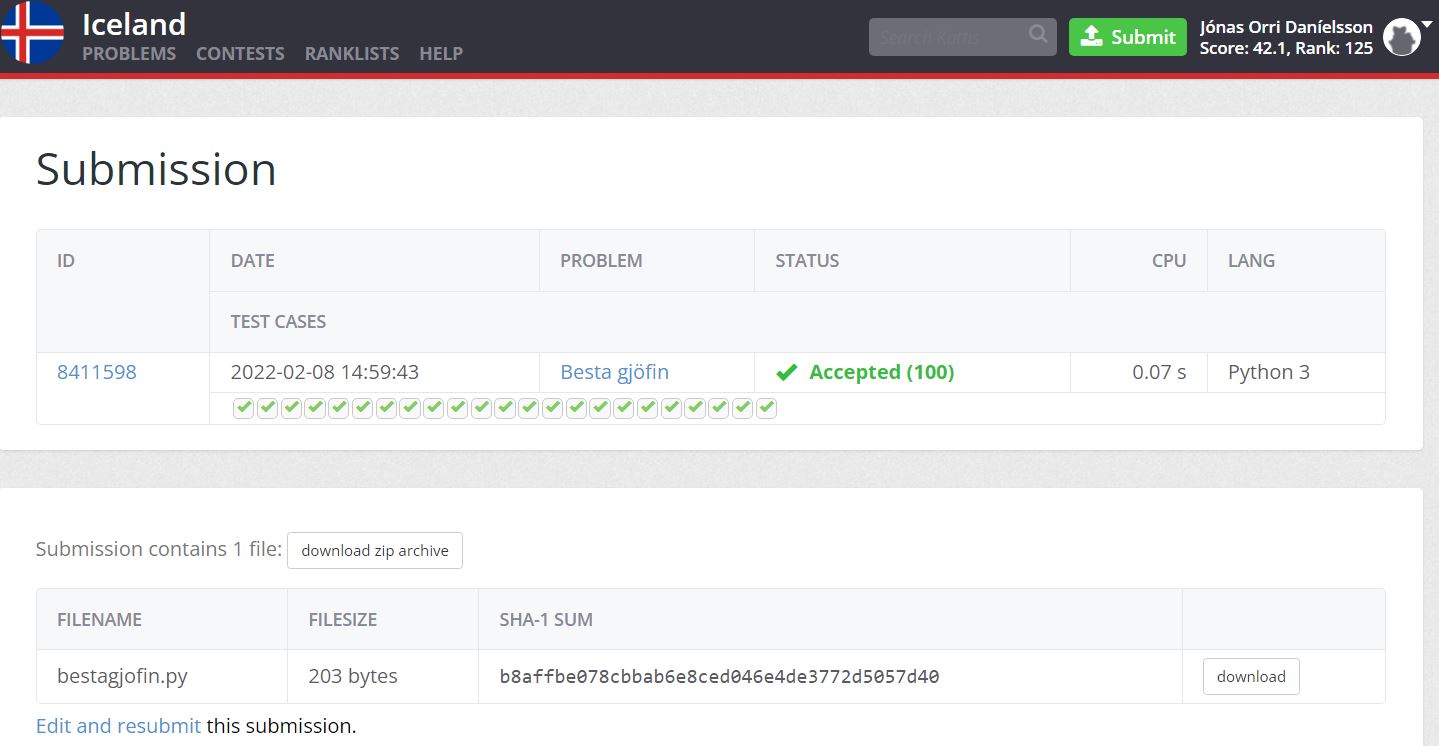 Iceland
PROBLEMS CONTESTS RANKLISTS HELP
Search Kattis
Submit
Jónas Orri Daníelsson
Score: 42.1, Rank: 125
Submission
ID DATE PROBLEM STATUS CPU LANG
TEST CASES
8411598 2022-02-08 14:59:43 Besta gjöfin Accepted (100) 0.07 s Python 3
Submission contains 1 file: download zip archive
FILENAME FILESIZE SHA-1 SUM
bestagjofin.py 203 bytes b8affbe078cbbab6e8ced046e4de3772d5057d40 download
Edit and resubmit this submission.